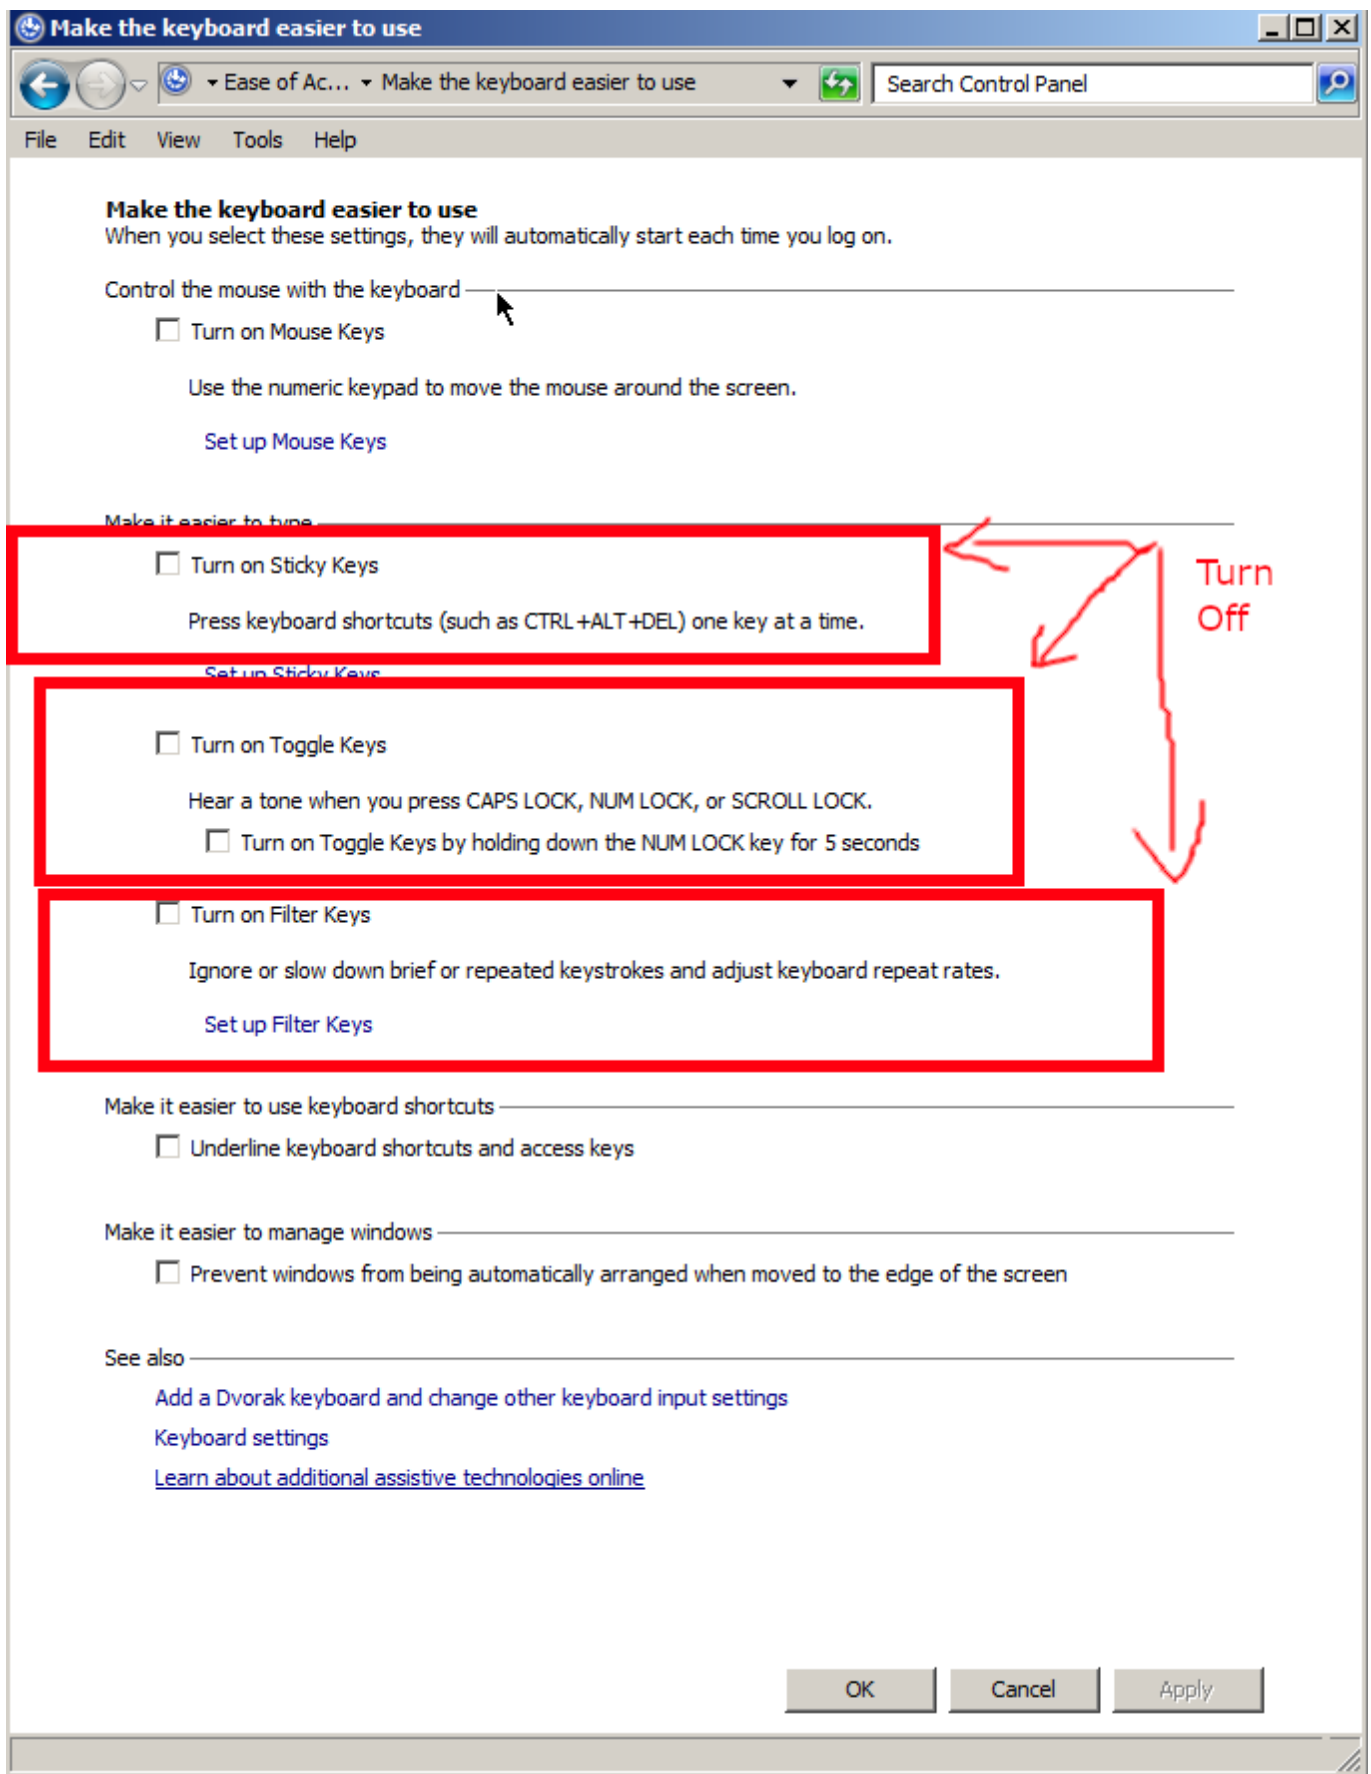 Make the keyboard easier to use
Ease of Ac... Make the keyboard easier to use Search Control Panel
File Edit View Tools Help
Make the keyboard easier to use
When you select these settings, they will automatically start each time you log on.
Control the mouse with the keyboard
Turn on Mouse Keys
Use the numeric keypad to move the mouse around the screen.
Set up Mouse Keys
Make it easier to type
Turn on Sticky Keys
Turn
Off
Press keyboard shortcuts (such as CTRL+ALT+DEL) one key at a time.
Set up Sticky Keys
Turn on Toggle Keys
Hear a tone when you press CAPS LOCK, NUM LOCK, or SCROLL LOCK.
Turn on Toggle Keys by holding down the NUM LOCK key for 5 seconds
Turn on Filter Keys
Ignore or slow down brief or repeated keystrokes and adjust keyboard repeat rates.
Set up Filter Keys
Make it easier to use keyboard shortcuts
Underline keyboard shortcuts and access keys
Make it easier to manage windows
Prevent windows from being automatically arranged when moved to the edge of the screen
See also
Add a Dvorak keyboard and change other keyboard input settings
Keyboard settings
Learn about additional assistive technologies online
OK Cancel Apply